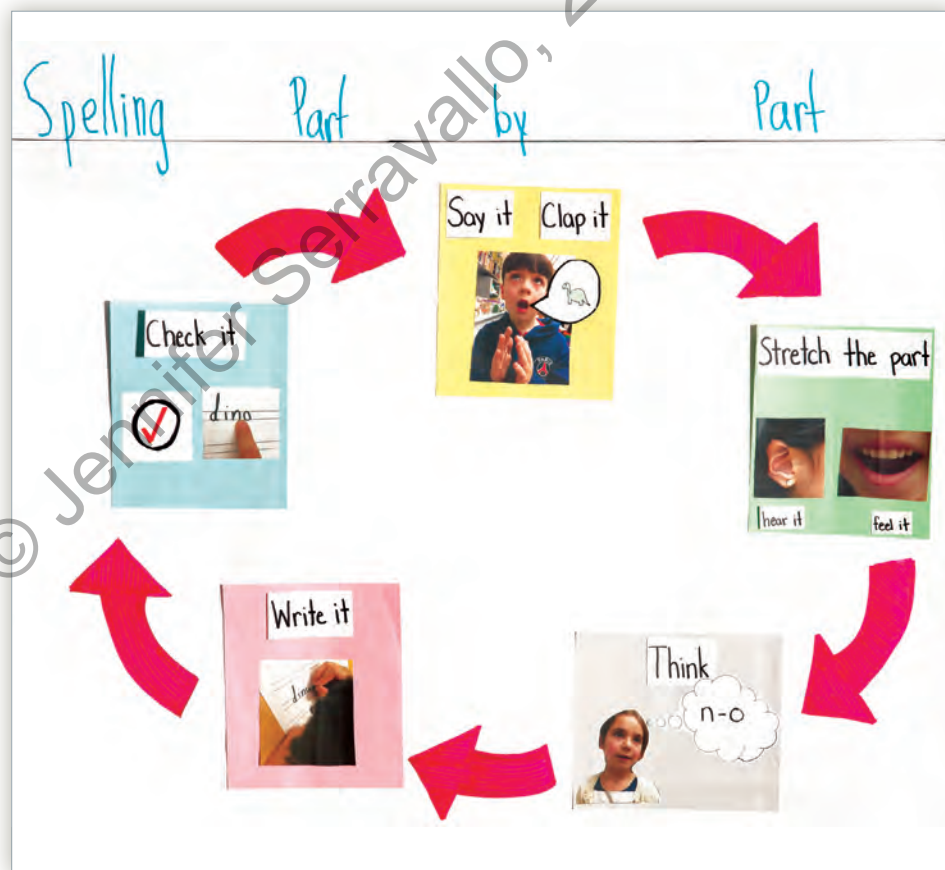 Spelling Part by Part
Say it Clap it
Stretch the part
hear it feel it
Think
n-o
Write it
Check it
dino
© Jennifer Serravallo,